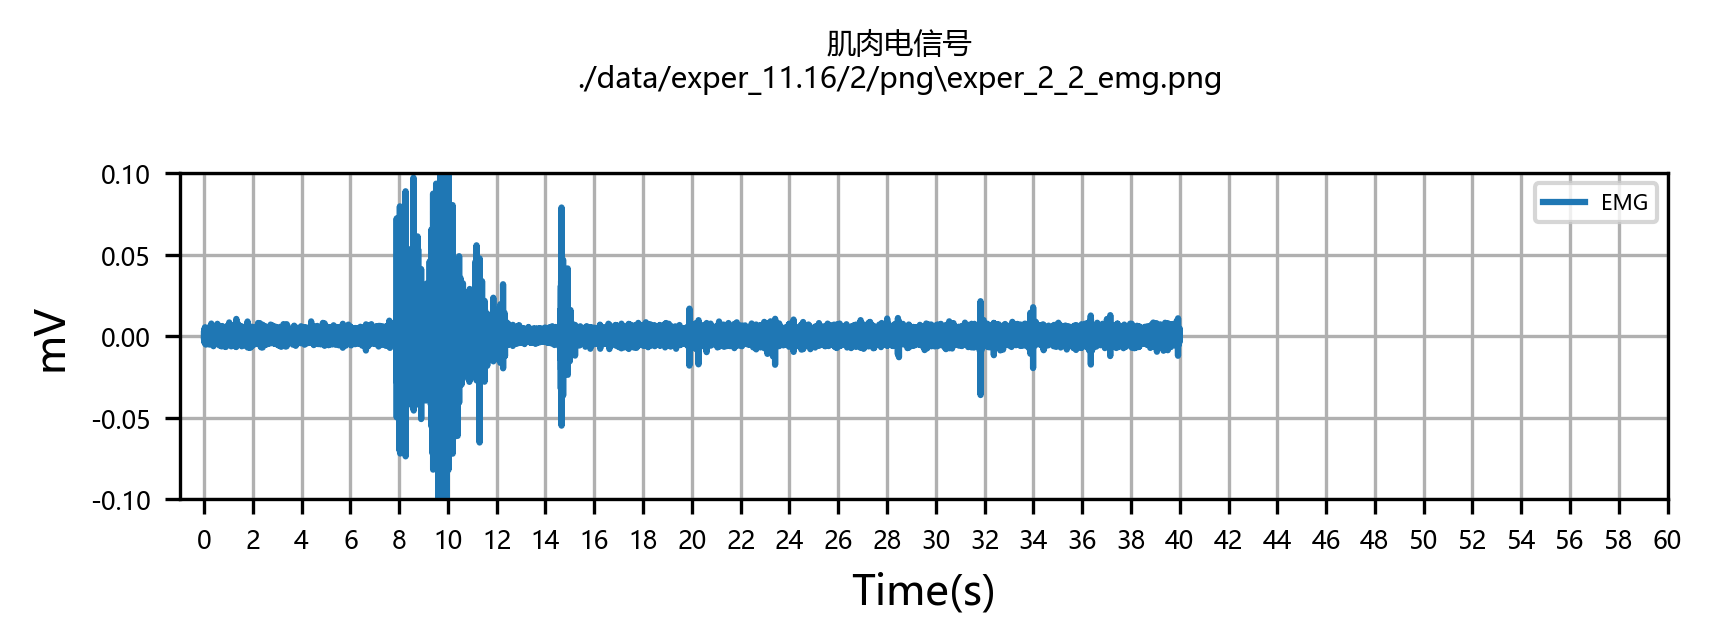 肌肉电信号
./data/exper_11.16/2/png\exper_2_2_emg.png
0.10
0.05
0.00
-0.05
-0.10
mV
EMG
0 2 4 6 8 10 12 14 16 18 20 22 24 26 28 30 32 34 36 38 40 42 44 46 48 50 52 54 56 58 60
Time(s)